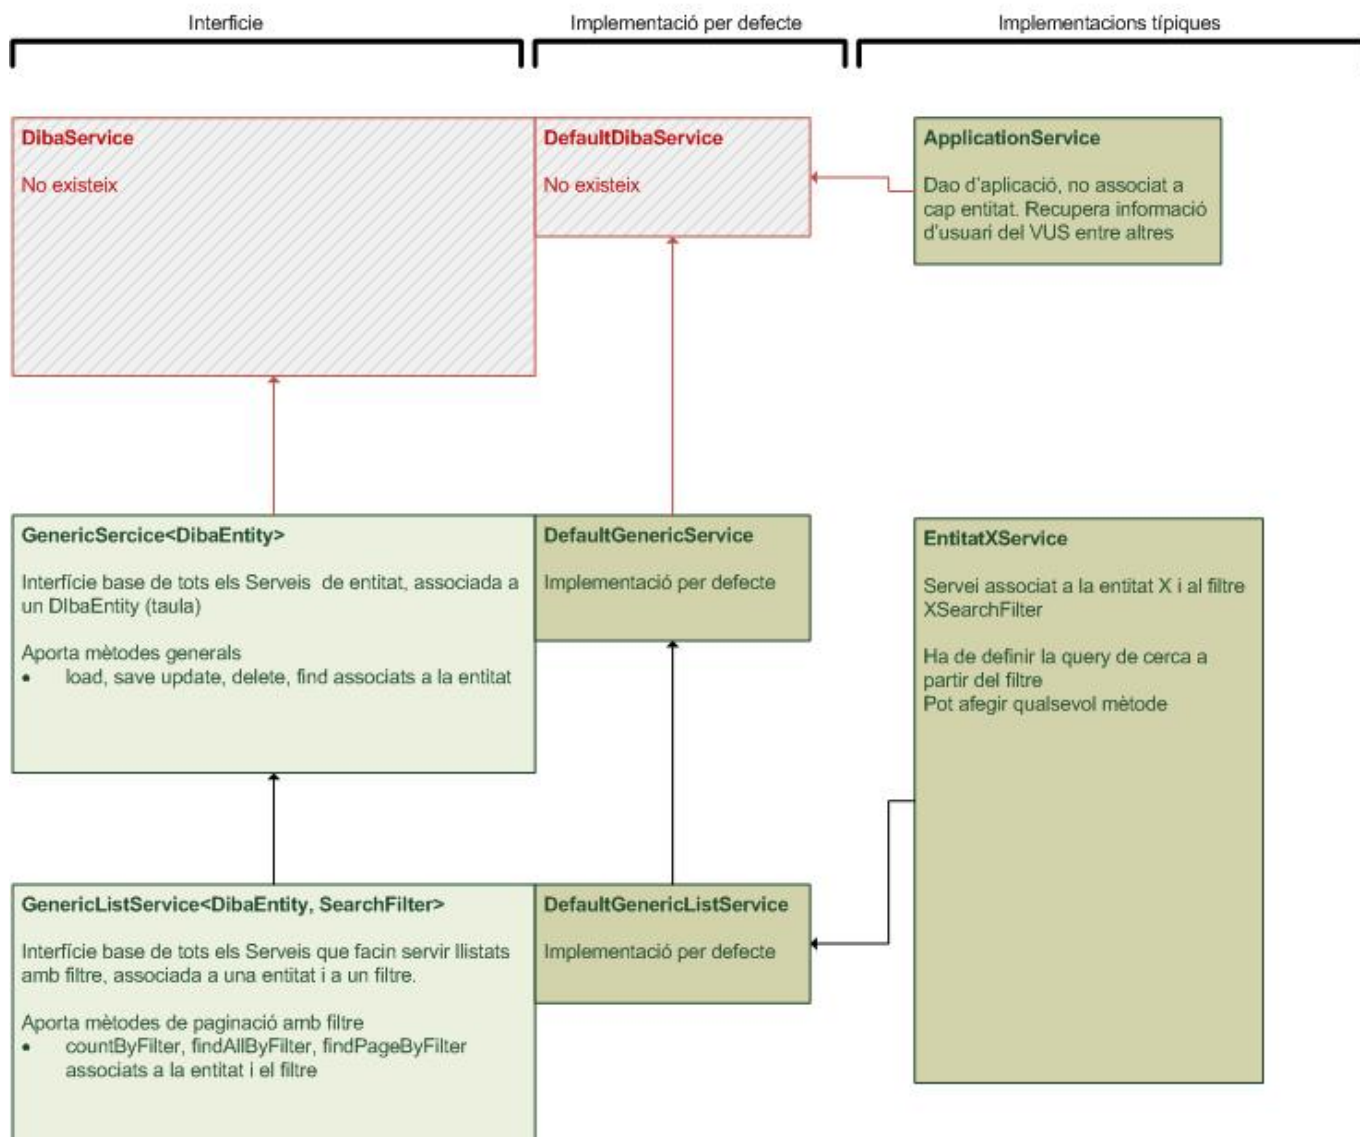 Interficie
Implementació per defecte
Implementacions típiques
DibaService
No existeix
DefaultDibaService
No existeix
ApplicationService
Dao d'aplicació, no associat a
cap entitat. Recupera informació
d'usuari del VUS entre altres
GenericSercice<DibaEntity>
Interfície base de tots els Serveis de entitat, associada a
un DIbaEntity (taula)
Aporta mètodes generals
• load, save update, delete, find associats a la entitat
DefaultGenericService
Implementació per defecte
EntitatXService
Servei associat a la entitat X i al filtre
XSearchFilter
Ha de definir la query de cerca a
partir del filtre
Pot afegir qualsevol mètode
GenericListService<DibaEntity, SearchFilter>
Interfície base de tots els Serveis que facin servir llistats
amb filtre, associada a una entitat i a un filtre.
Aporta mètodes de paginació amb filtre
• countByFilter, findAllByFilter, findPageByFilter
associats a la entitat i el filtre
DefaultGenericListService
Implementació per defecte